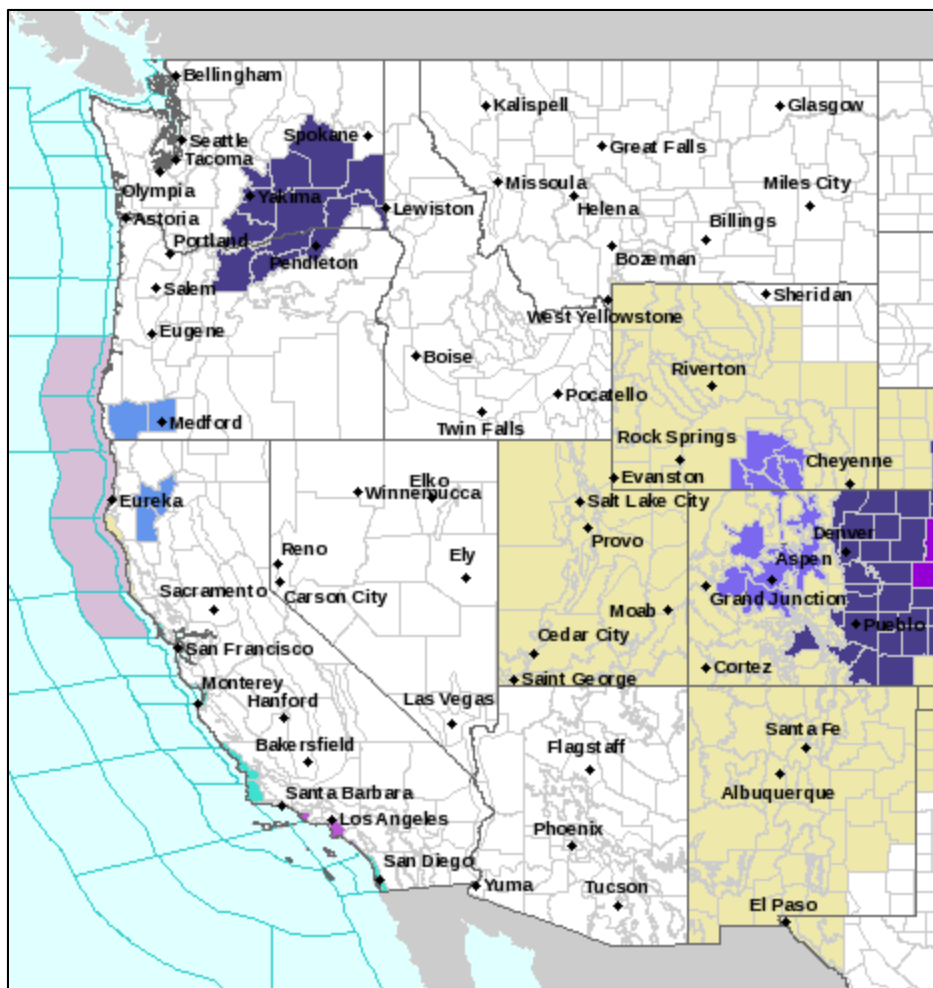 Bellingham
Kalispell
Glasgow
Seattle
Spokane
Great Falls
Tacoma
Olympia
Yakima
Missoula
Miles City
Lewiston
Helena
Astoria
Billings
Portland
Pendleton
Bozeman
Salem
Sheridan
West Yellowstone
Eugene
Boise
Riverton
Pocatello
Medford
Twin Falls
Rock Springs
Cheyenne
Evanston
Elko
Winnemucca
Eureka
Salt Lake City
Provo
Denver
Reno
Ely
Aspen
Sacramento
Carson City
Grand Junction
Moab
Pueblo
Cedar City
San Francisco
Cortez
Saint George
Monterey
Hanford
Las Vegas
Santa Fe
Bakersfield
Flagstaff
Albuquerque
Santa Barbara
Los Angeles
Phoenix
San Diego
Yuma
Tucson
El Paso